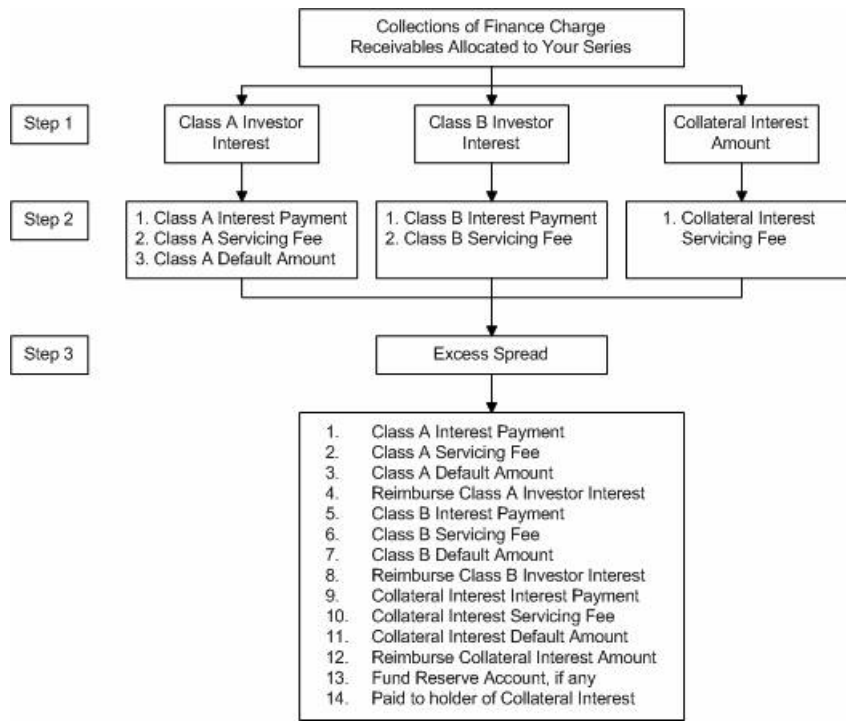 Collections of Finance Charge
Receivables Allocated to Your Series
Step 1
Class A Investor
Interest
Class B Investor
Interest
Collateral Interest
Amount
Step 2
1. Class A Interest Payment
2. Class A Servicing Fee
3. Class A Default Amount
1. Class B Interest Payment
2. Class B Servicing Fee
1. Collateral Interest
Servicing Fee
Step 3
Excess Spread
1. Class A Interest Payment
2. Class A Servicing Fee
3. Class A Default Amount
4. Reimburse Class A Investor Interest
5. Class B Interest Payment
6. Class B Servicing Fee
7. Class B Default Amount
8. Reimburse Class B Investor Interest
9. Collateral Interest Interest Payment
10. Collateral Interest Servicing Fee
11. Collateral Interest Default Amount
12. Reimburse Collateral Interest Amount
13. Fund Reserve Account, if any
14. Paid to holder of Collateral Interest